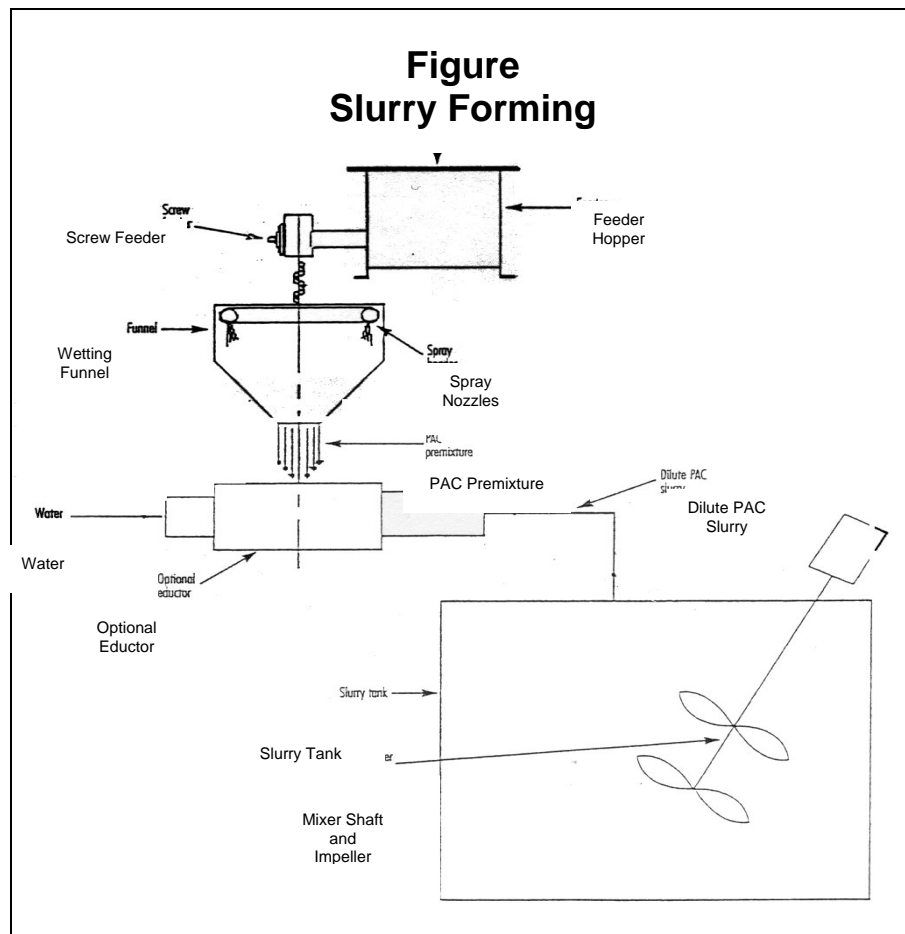 Figure
Slurry Forming
Screw
Screw Feeder
Feeder
Hopper
Funnel
Wetting
Funnel
Spray
Spray
Nozzles
PAC
premixture
PAC Premixture
Dilute PAC
slurry
Dilute PAC
Slurry
Water
Water
Optional
eductor
Optional
Eductor
Slurry tank
Slurry Tank
er
Mixer Shaft
and
Impeller